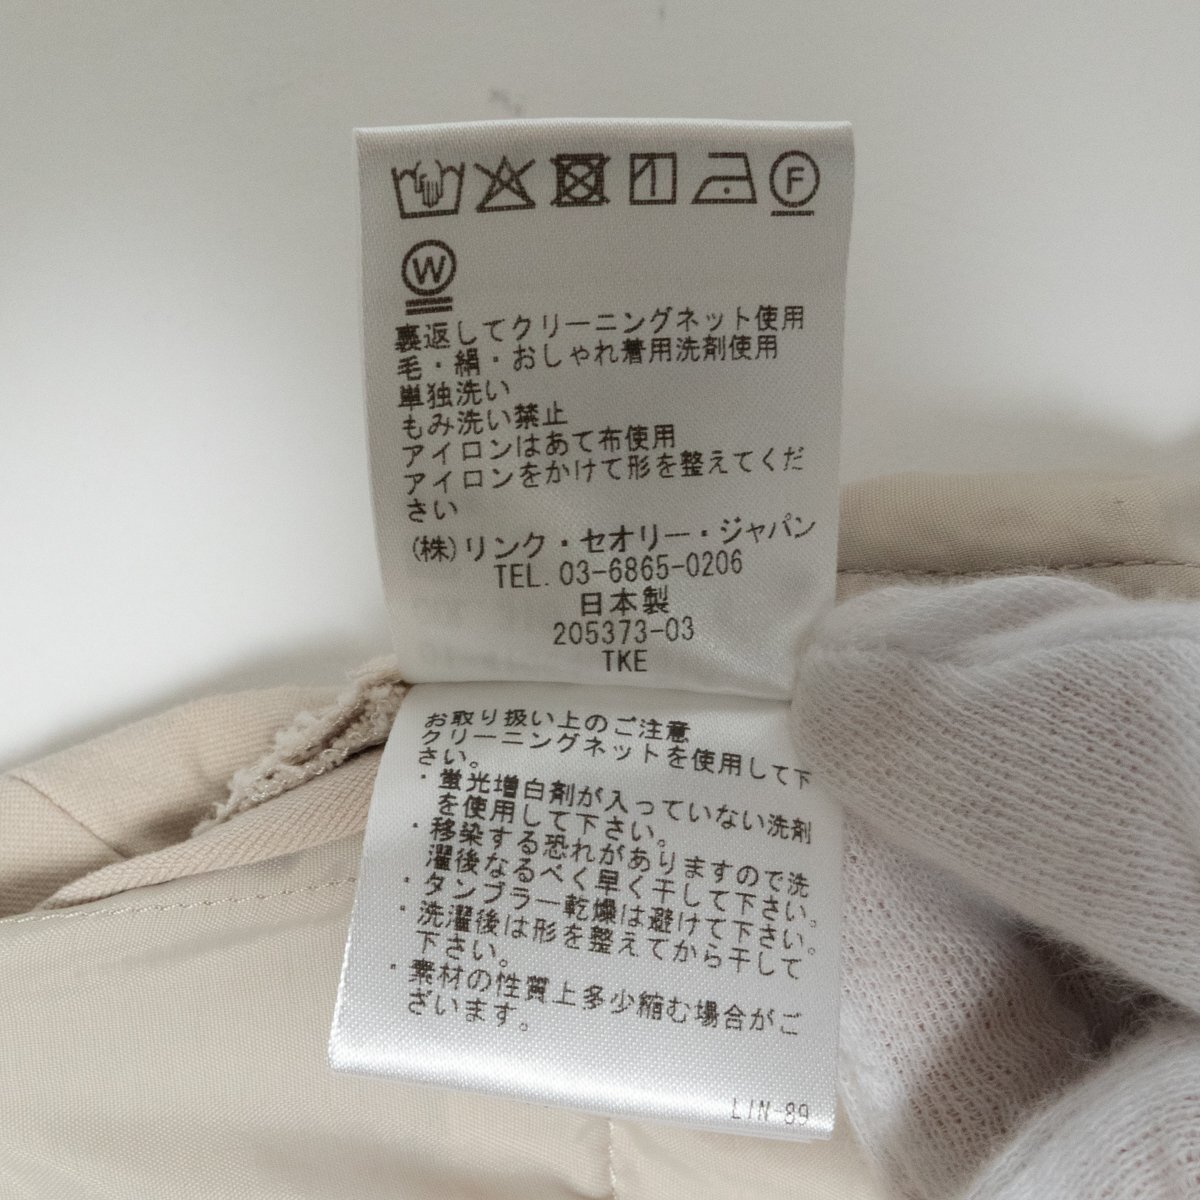 F
W
裏返してクリーニングネット使用
毛・絹・おしゃれ着用洗剤使用
単独洗い
もみ洗い禁止
アイロンはあて布使用
アイロンをかけて形を整えてくだ
さい
(株)リンク・セオリー・ジャパン
TEL. 03-6865-0206
日本製
205373-03
TKE
お取り扱い上のご注意
クリーニングネットを使用して下
さい。
・蛍光増白剤が入っていない洗剤
を使用して下さい。
・移染する恐れがありますので洗
濯後なるべく早く干して下さい。
・タンブラー乾燥は避けて下さい。
・洗濯後は形を整えてから干して
下さい。
・素材の性質上多少縮む場合がご
ざいます。
LIN-89